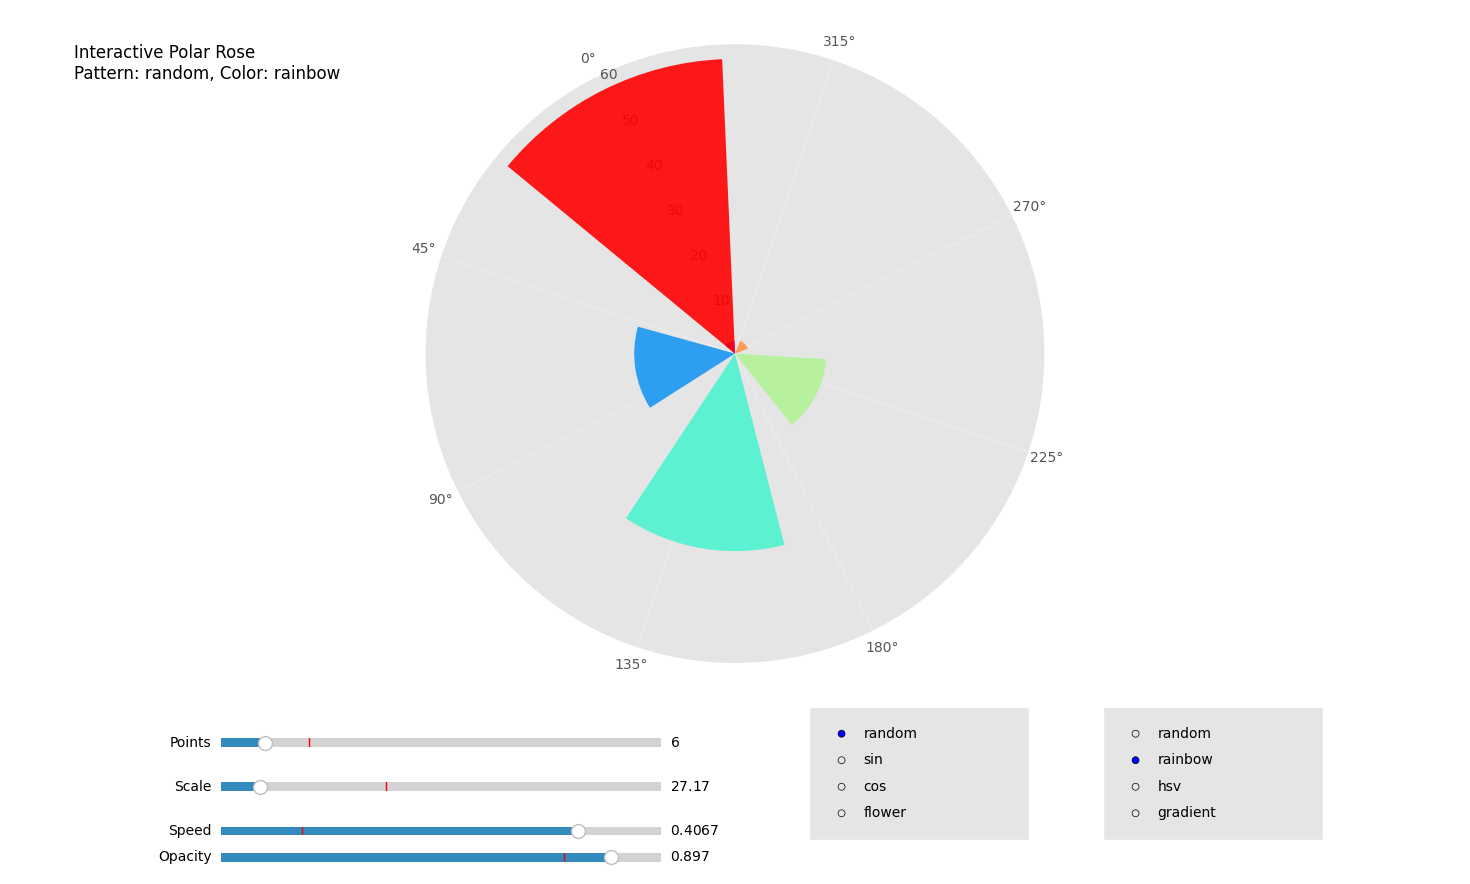 Interactive Polar Rose
Pattern: random, Color: rainbow
315°
0°
60
50
40
270°
30
45°
20
10
225°
90°
180°
135°
Points 6
Scale 27.17
Speed 0.4067
Opacity 0.897
random
sin
cos
flower
random
rainbow
hsv
gradient